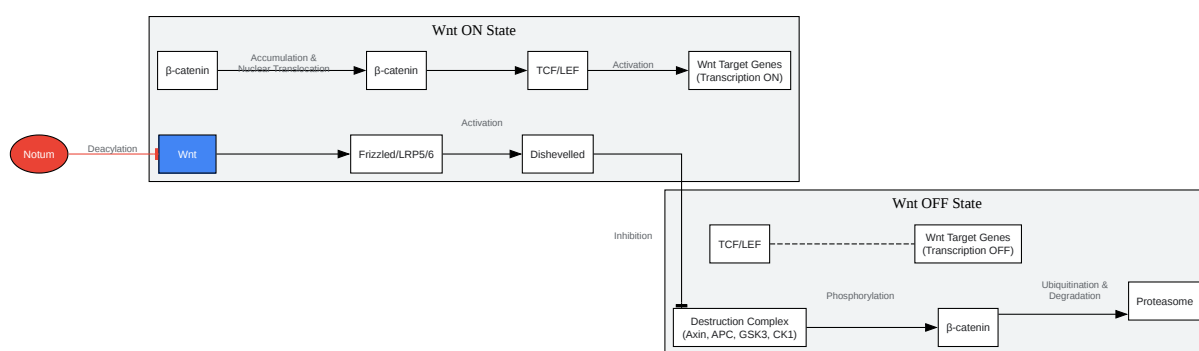 Wnt ON State
β-catenin
Accumulation &
Nuclear Translocation
β-catenin
TCF/LEF
Activation
Wnt Target Genes
(Transcription ON)
Notum
Deacylation
Wnt
Frizzled/LRP5/6
Activation
Dishevelled
Wnt OFF State
Inhibition
TCF/LEF
Wnt Target Genes
(Transcription OFF)
Destruction Complex
(Axin, APC, GSK3, CK1)
Phosphorylation
β-catenin
Ubiquitination &
Degradation
Proteasome